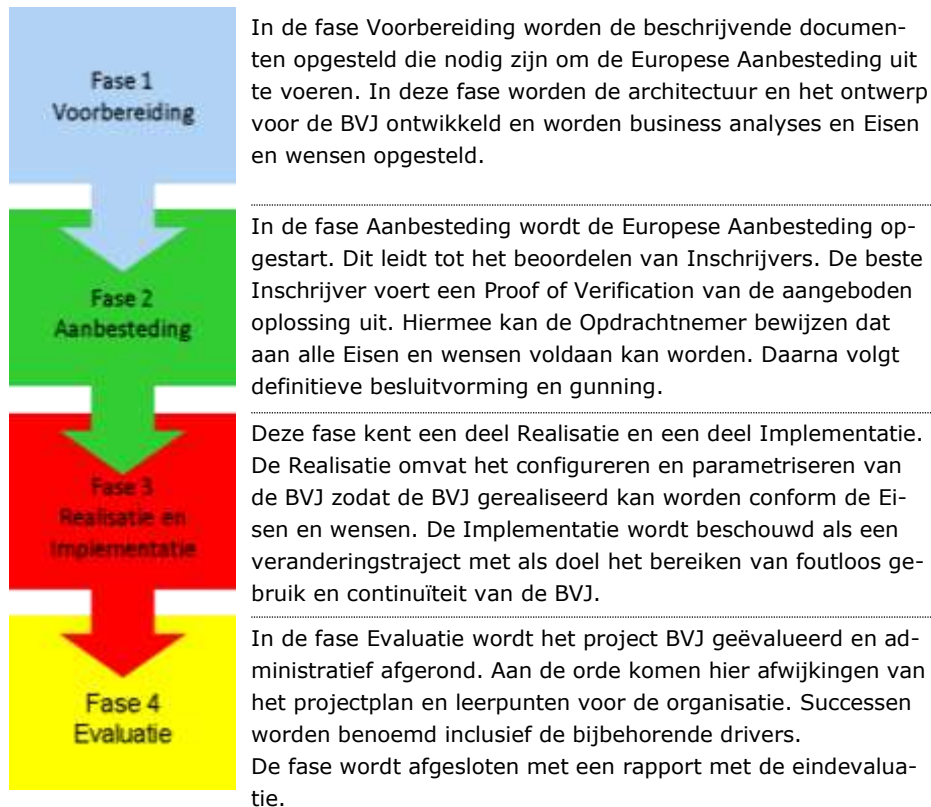 Fase 1
Voorbereiding
In de fase Voorbereiding worden de beschrijvende documen-
ten opgesteld die nodig zijn om de Europese Aanbesteding uit
te voeren. In deze fase worden de architectuur en het ontwerp
voor de BVJ ontwikkeld en worden business analyses en Eisen
en wensen opgesteld.
Fase 2
Aanbesteding
In de fase Aanbesteding wordt de Europese Aanbesteding op-
gestart. Dit leidt tot het beoordelen van Inschrijvers. De beste
Inschrijver voert een Proof of Verification van de aangeboden
oplossing uit. Hiermee kan de Opdrachtnemer bewijzen dat
aan alle Eisen en wensen voldaan kan worden. Daarna volgt
definitieve besluitvorming en gunning.
Fase 3
Realisatie en
Implementatie
Deze fase kent een deel Realisatie en een deel Implementatie.
De Realisatie omvat het configureren en parametriseren van
de BVJ zodat de BVJ gerealiseerd kan worden conform de Ei-
sen en wensen. De Implementatie wordt beschouwd als een
veranderingstraject met als doel het bereiken van foutloos ge-
bruik en continuïteit van de BVJ.
Fase 4
Evaluatie
In de fase Evaluatie wordt het project BVJ geëvalueerd en ad-
ministratief afgerond. Aan de orde komen hier afwijkingen van
het projectplan en leerpunten voor de organisatie. Successen
worden benoemd inclusief de bijbehorende drivers.
De fase wordt afgesloten met een rapport met de eindevalua-
tie.